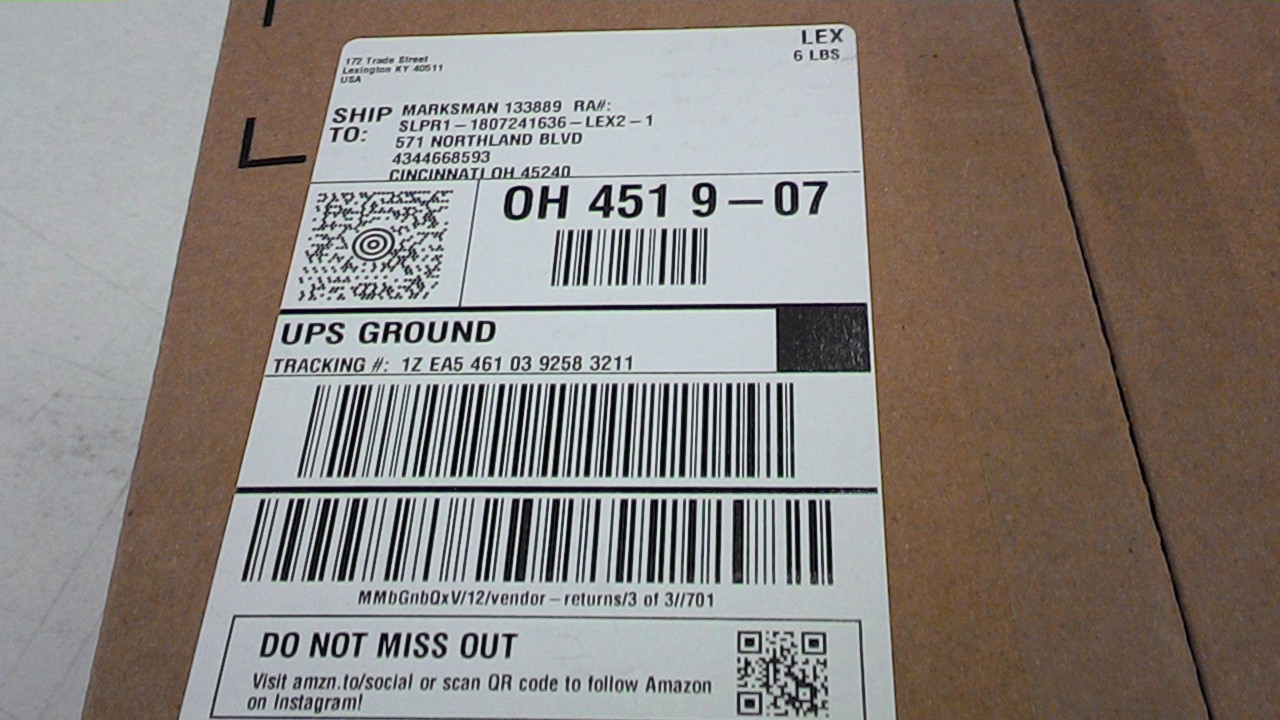 LEX
6 LBS
172 Trade Street
Lexington KY 40511
USA
SHIP TO:
MARKSMAN 133889 RA#:
SLPR1-1807241636-LEX2-1
571 NORTHLAND BLVD
4344668593
CINCINNATI OH 45240
OH 451 9-07
UPS GROUND
TRACKING #: 1Z EA5 461 03 9258 3211
MMbGnbQxV/12/vendor-returns/3 of 3//701
DO NOT MISS OUT
Visit amzn.to/social or scan QR code to follow Amazon
on Instagram!